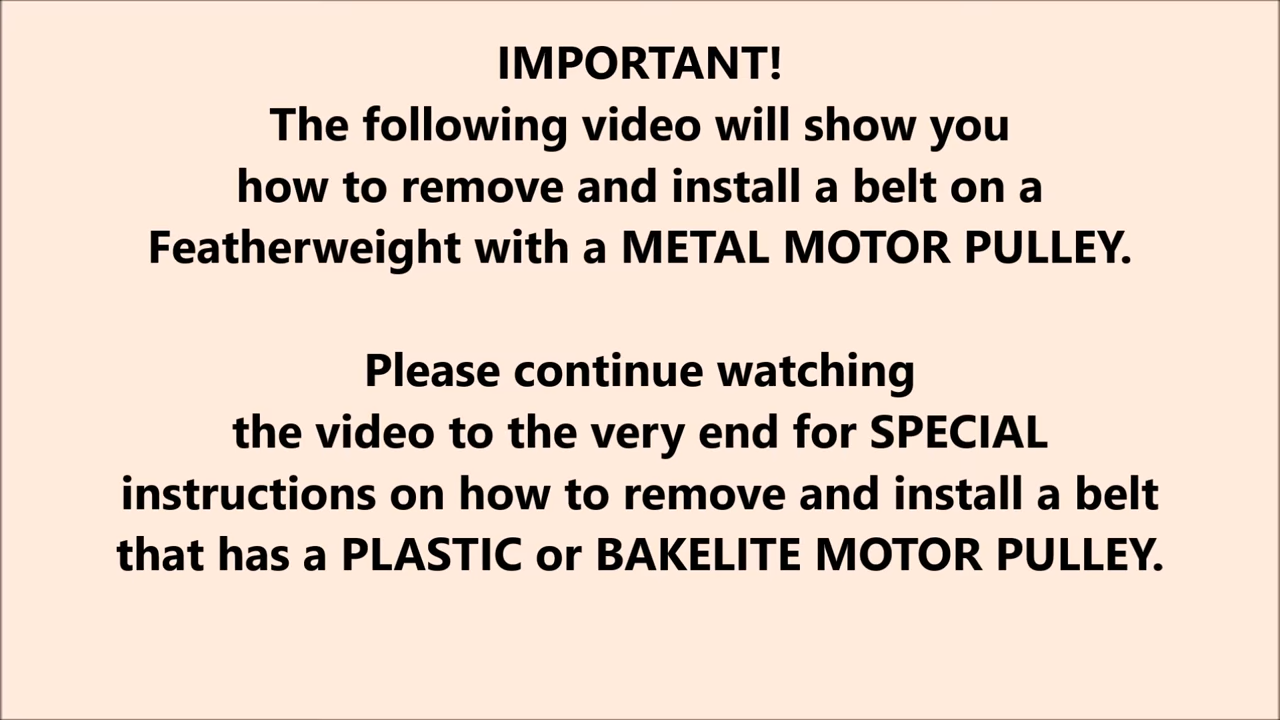 IMPORTANT!
The following video will show you
how to remove and install a belt on a
Featherweight with a METAL MOTOR PULLEY.
Please continue watching
the video to the very end for SPECIAL
instructions on how to remove and install a belt
that has a PLASTIC or BAKELITE MOTOR PULLEY.